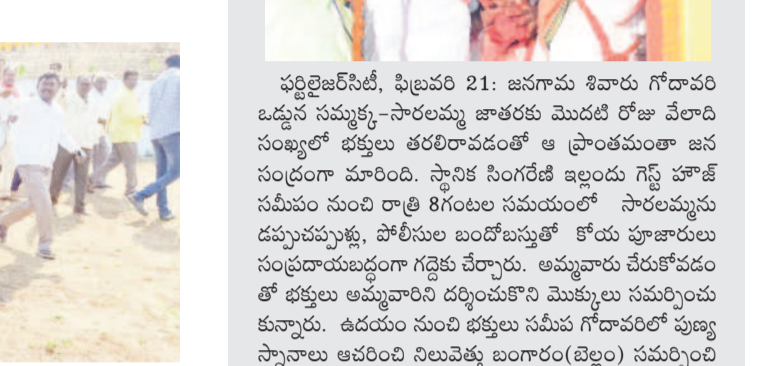 ఫర్టిలైజర్‌సిటీ, ఫిబ్రవరి 21: జనగామ శివారు గోదావరి
ఒడ్డున సమ్మక్క–సారలమ్మ జాతరకు మొదటి రోజు వేలాది
సంఖ్యలో భక్తులు తరలిరావడంతో ఆ ప్రాంతమంతా జన
సంద్రంగా మారింది. స్థానిక సింగరేణి ఇల్లందు గెస్ట్ హౌజ్
సమీపం నుంచి రాత్రి 8గంటల సమయంలో సారలమ్మను
డప్పుచప్పుళ్లు, పోలీసుల బందోబస్తుతో కోయ పూజారులు
సంప్రదాయబద్ధంగా గద్దెకు చేర్చారు. అమ్మవారు చేరుకోవడం
తో భక్తులు అమ్మవారిని దర్శించుకొని మొక్కులు సమర్పించు
కున్నారు. ఉదయం నుంచి భక్తులు సమీప గోదావరిలో పుణ్య
స్నానాలు ఆచరించి నిలువెత్తు బంగారం(బెల్లం) సమర్పించి